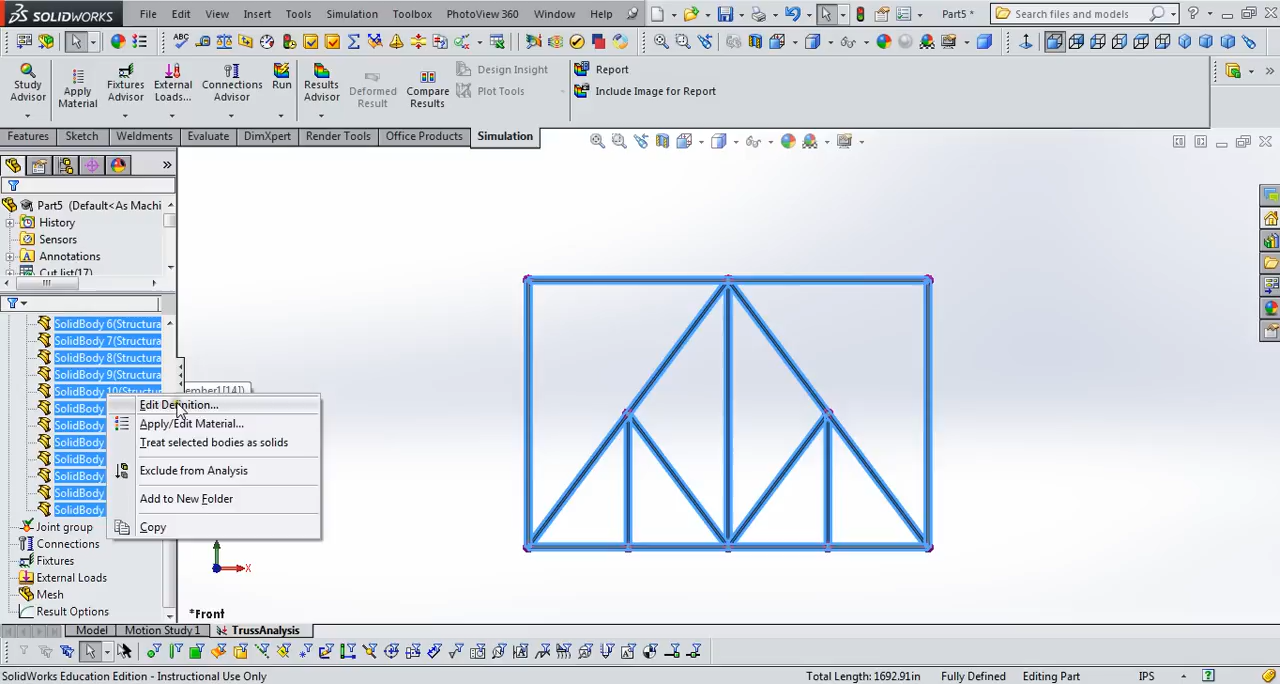 SOLIDWORKS File Edit View Insert Tools Simulation Toolbox PhotoView 360 Window Help Part5 * Search files and models
Study Advisor
Apply Material
Fixtures Advisor
External Loads...
Connections Advisor
Run
Results Advisor
Deformed Result
Compare Results
Design Insight
Plot Tools
Report
Include Image for Report
Features Sketch Weldments Evaluate DimXpert Render Tools Office Products Simulation
Part5 (Default<As Machi
History
Sensors
Annotations
Cut list(17)
SolidBody 6(Structura
SolidBody 7(Structura
SolidBody 8(Structura
SolidBody 9(Structura
SolidBody 10(Structura
ember1[14])
SolidBody
SolidBody
SolidBody
SolidBody
SolidBody
SolidBody
SolidBody
Edit Definition...
Apply/Edit Material...
Treat selected bodies as solids
Exclude from Analysis
Add to New Folder
Copy
Joint group
Connections
Fixtures
External Loads
Mesh
Result Options
X
*Front
Model Motion Study 1 TrussAnalysis
SolidWorks Education Edition - Instructional Use Only Total Length: 1692.91in Fully Defined Editing Part IPS